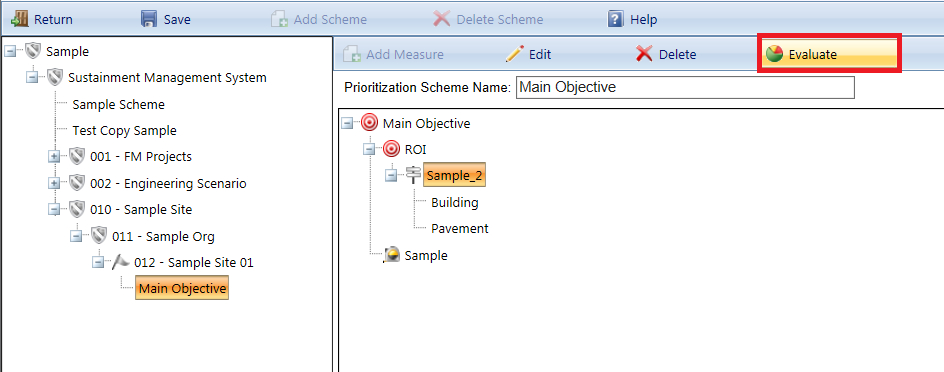 Return Save Add Scheme Delete Scheme Help
Sample
Sustainment Management System
Sample Scheme
Test Copy Sample
001 - FM Projects
002 - Engineering Scenario
010 - Sample Site
011 - Sample Org
012 - Sample Site 01
Main Objective
Add Measure Edit Delete Evaluate
Prioritization Scheme Name: Main Objective
Main Objective
ROI
Sample_2
Building
Pavement
Sample